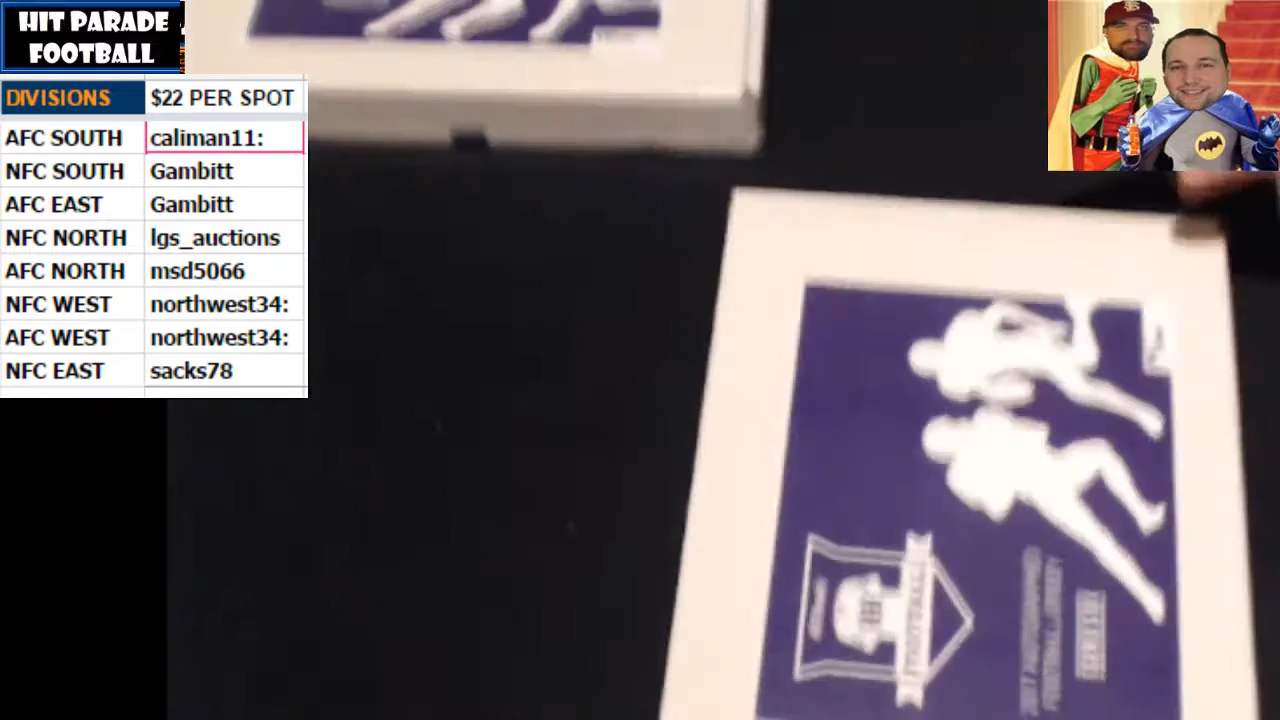 HIT PARADE
FOOTBALL
DIVISIONS $22 PER SPOT
AFC SOUTH caliman11:
NFC SOUTH Gambitt
AFC EAST Gambitt
NFC NORTH lgs_auctions
AFC NORTH msd5066
NFC WEST northwest34:
AFC WEST northwest34:
NFC EAST sacks78
FOOTBALL